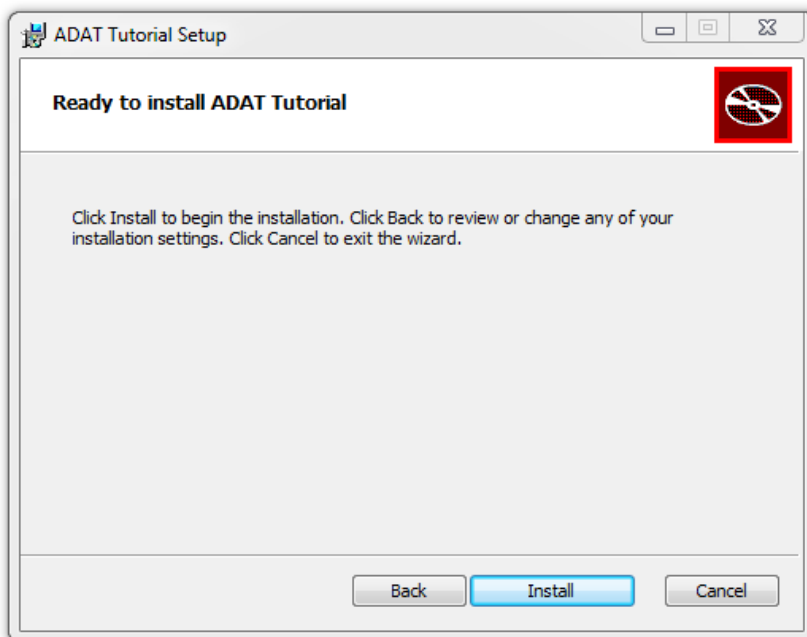 ADAT Tutorial Setup
Ready to install ADAT Tutorial
Click Install to begin the installation. Click Back to review or change any of your
installation settings. Click Cancel to exit the wizard.
Back Install Cancel